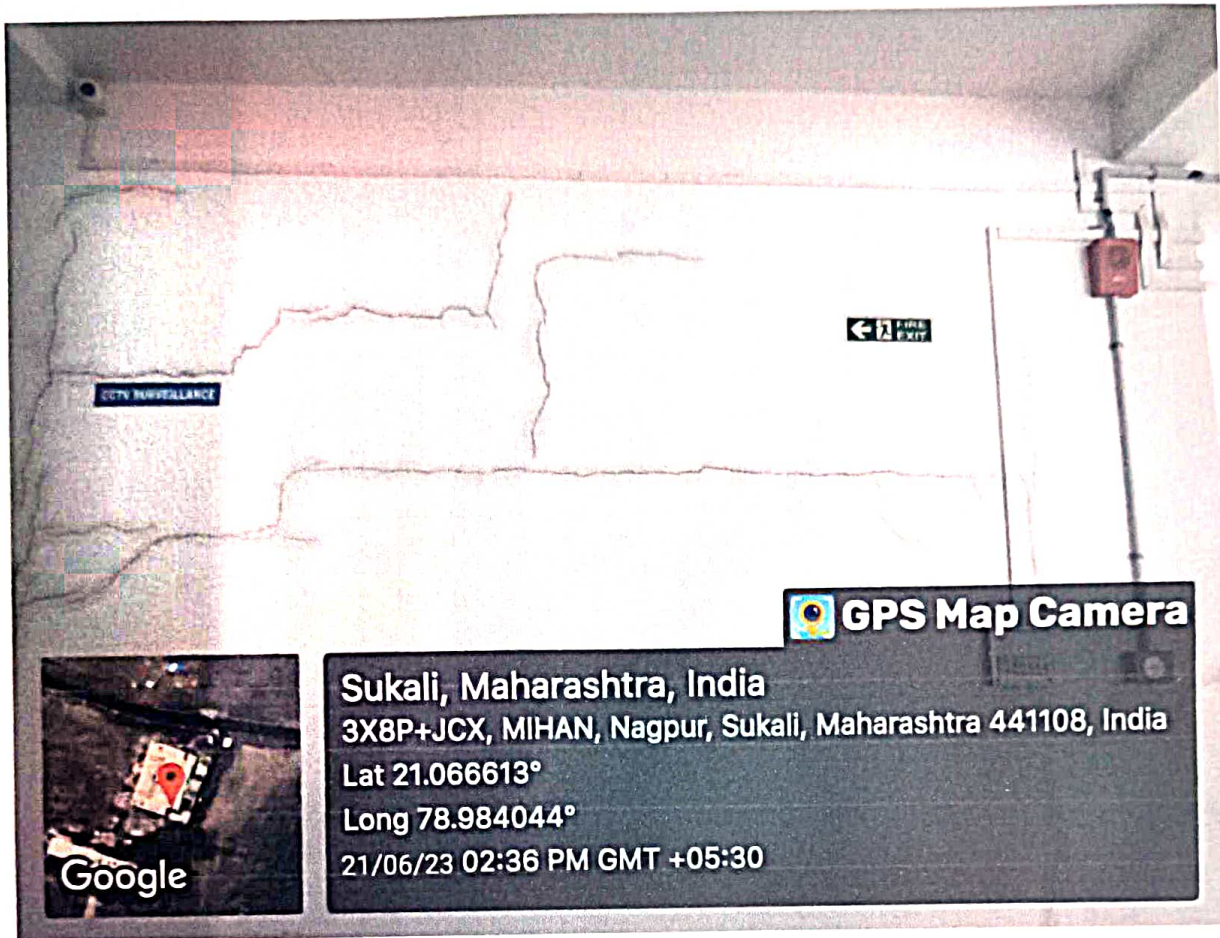 CCTV SURVEILLANCE
FIRE
EXIT
GPS Map Camera
Sukali, Maharashtra, India
3X8P+JCX, MIHAN, Nagpur, Sukali, Maharashtra 441108, India
Lat 21.066613°
Long 78.984044°
21/06/23 02:36 PM GMT +05:30
Google